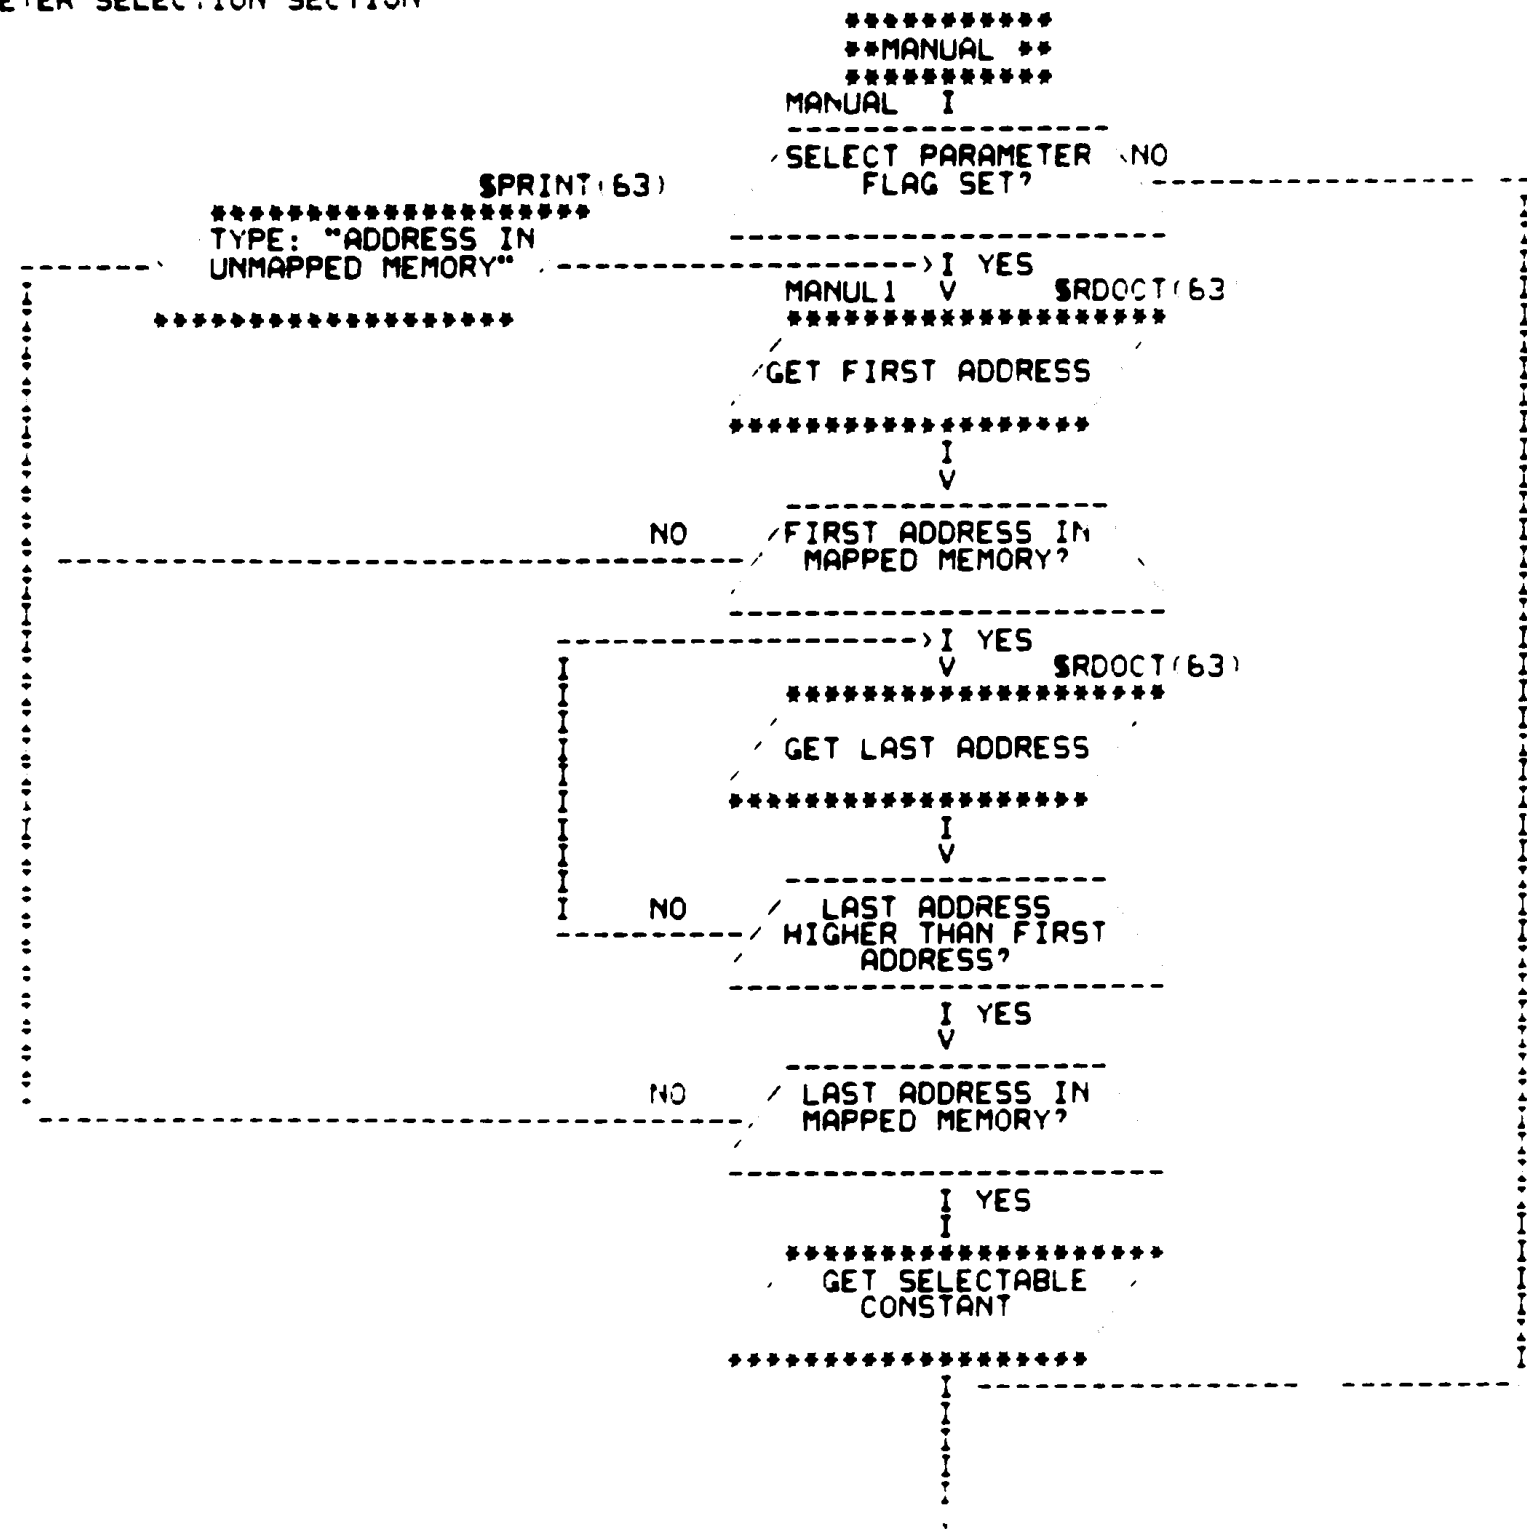 SELECTION SECTION
**MANUAL **
MANUAL I
SELECT PARAMETER NO
FLAG SET?
$PRINT(63)
TYPE: "ADDRESS IN
UNMAPPED MEMORY"
>I YES
MANUL1 V $RDOCT(63
GET FIRST ADDRESS
I
V
NO FIRST ADDRESS IN
MAPPED MEMORY?
>I YES
V $RDOCT(63)
GET LAST ADDRESS
I
V
NO LAST ADDRESS
HIGHER THAN FIRST
ADDRESS?
I YES
V
NO LAST ADDRESS IN
MAPPED MEMORY?
I YES
I
GET SELECTABLE
CONSTANT